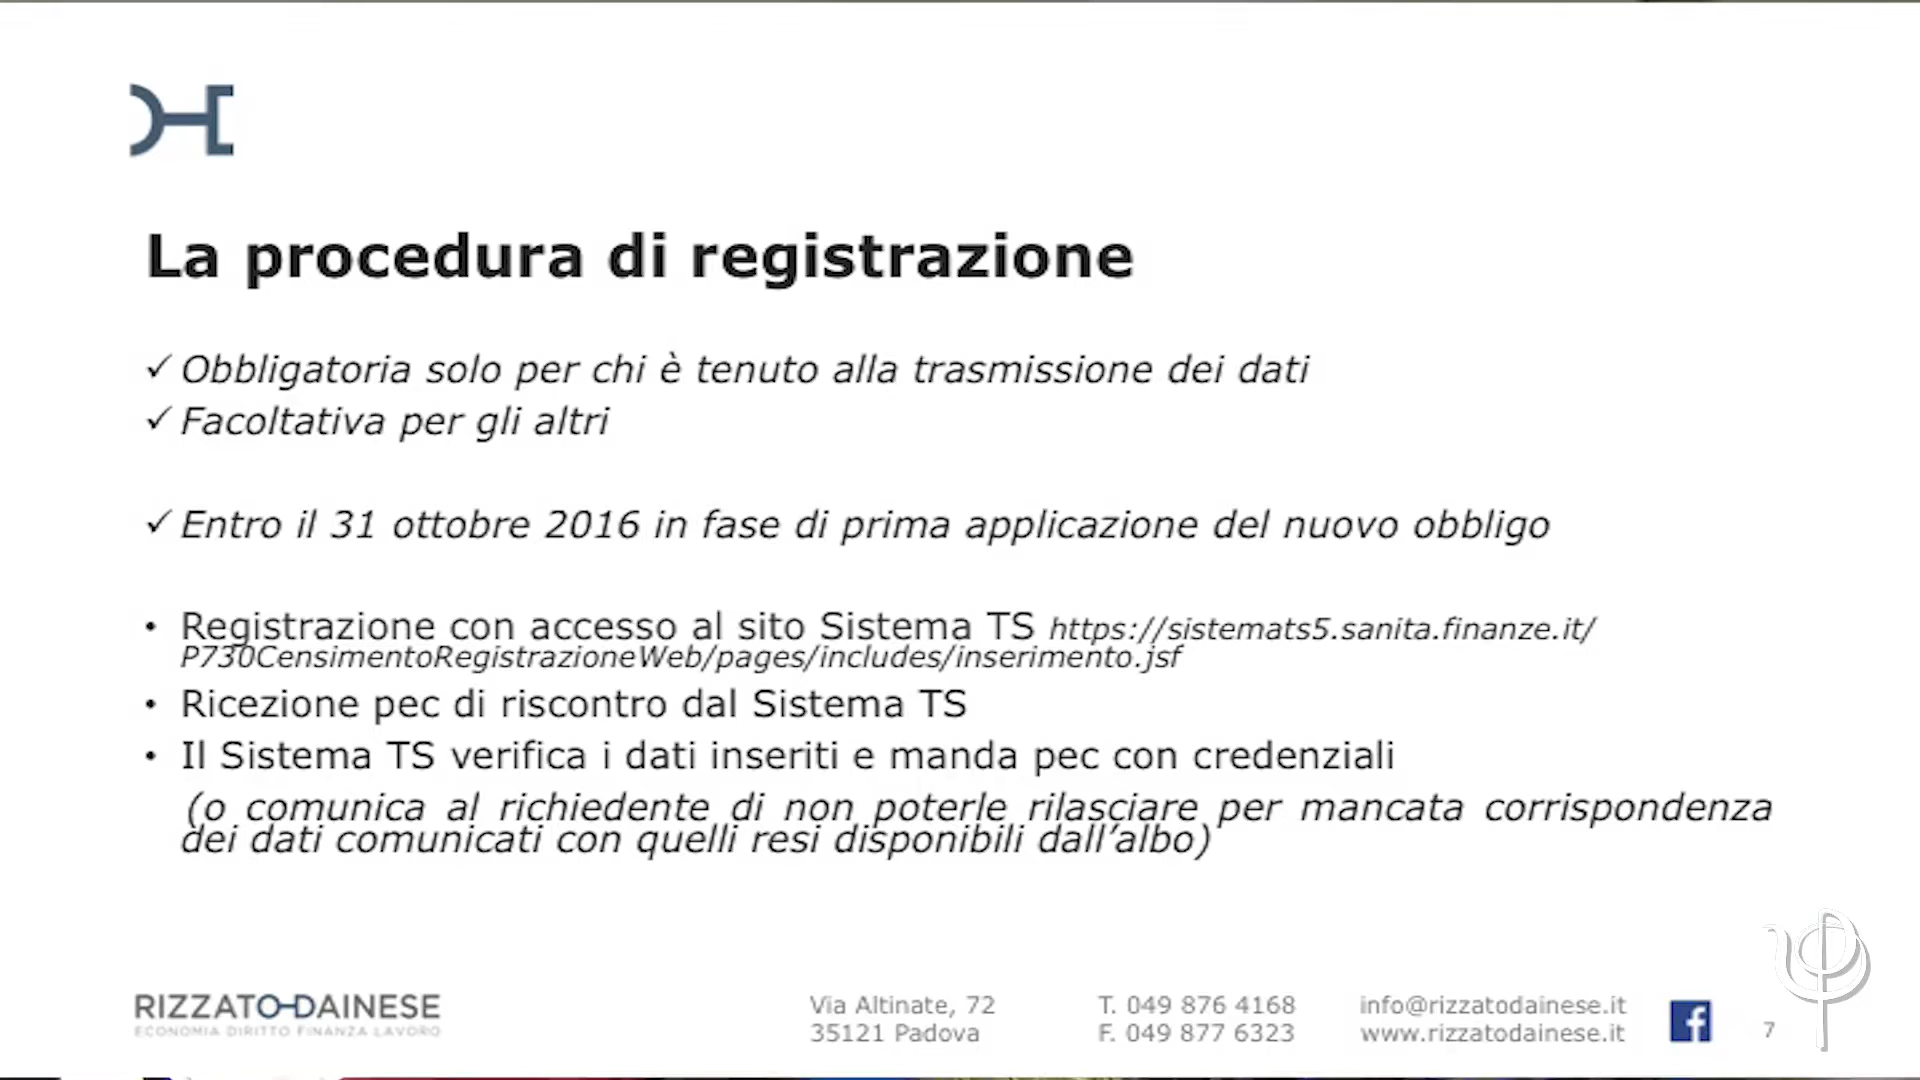 La procedura di registrazione
✓ Obbligatoria solo per chi è tenuto alla trasmissione dei dati
✓ Facoltativa per gli altri
✓ Entro il 31 ottobre 2016 in fase di prima applicazione del nuovo obbligo
• Registrazione con accesso al sito Sistema TS https://sistemats5.sanita.finanze.it/
P730CensimentoRegistrazioneWeb/pages/includes/inserimento.jsf
• Ricezione pec di riscontro dal Sistema TS
• Il Sistema TS verifica i dati inseriti e manda pec con credenziali
(o comunica al richiedente di non poterle rilasciare per mancata corrispondenza
dei dati comunicati con quelli resi disponibili dall’albo)
RIZZATO DAINESE
ECONOMIA DIRITTO FINANZA LAVORO
Via Altinate, 72
35121 Padova
T. 049 876 4168
F. 049 877 6323
info@rizzatodainese.it
www.rizzatodainese.it
f
7